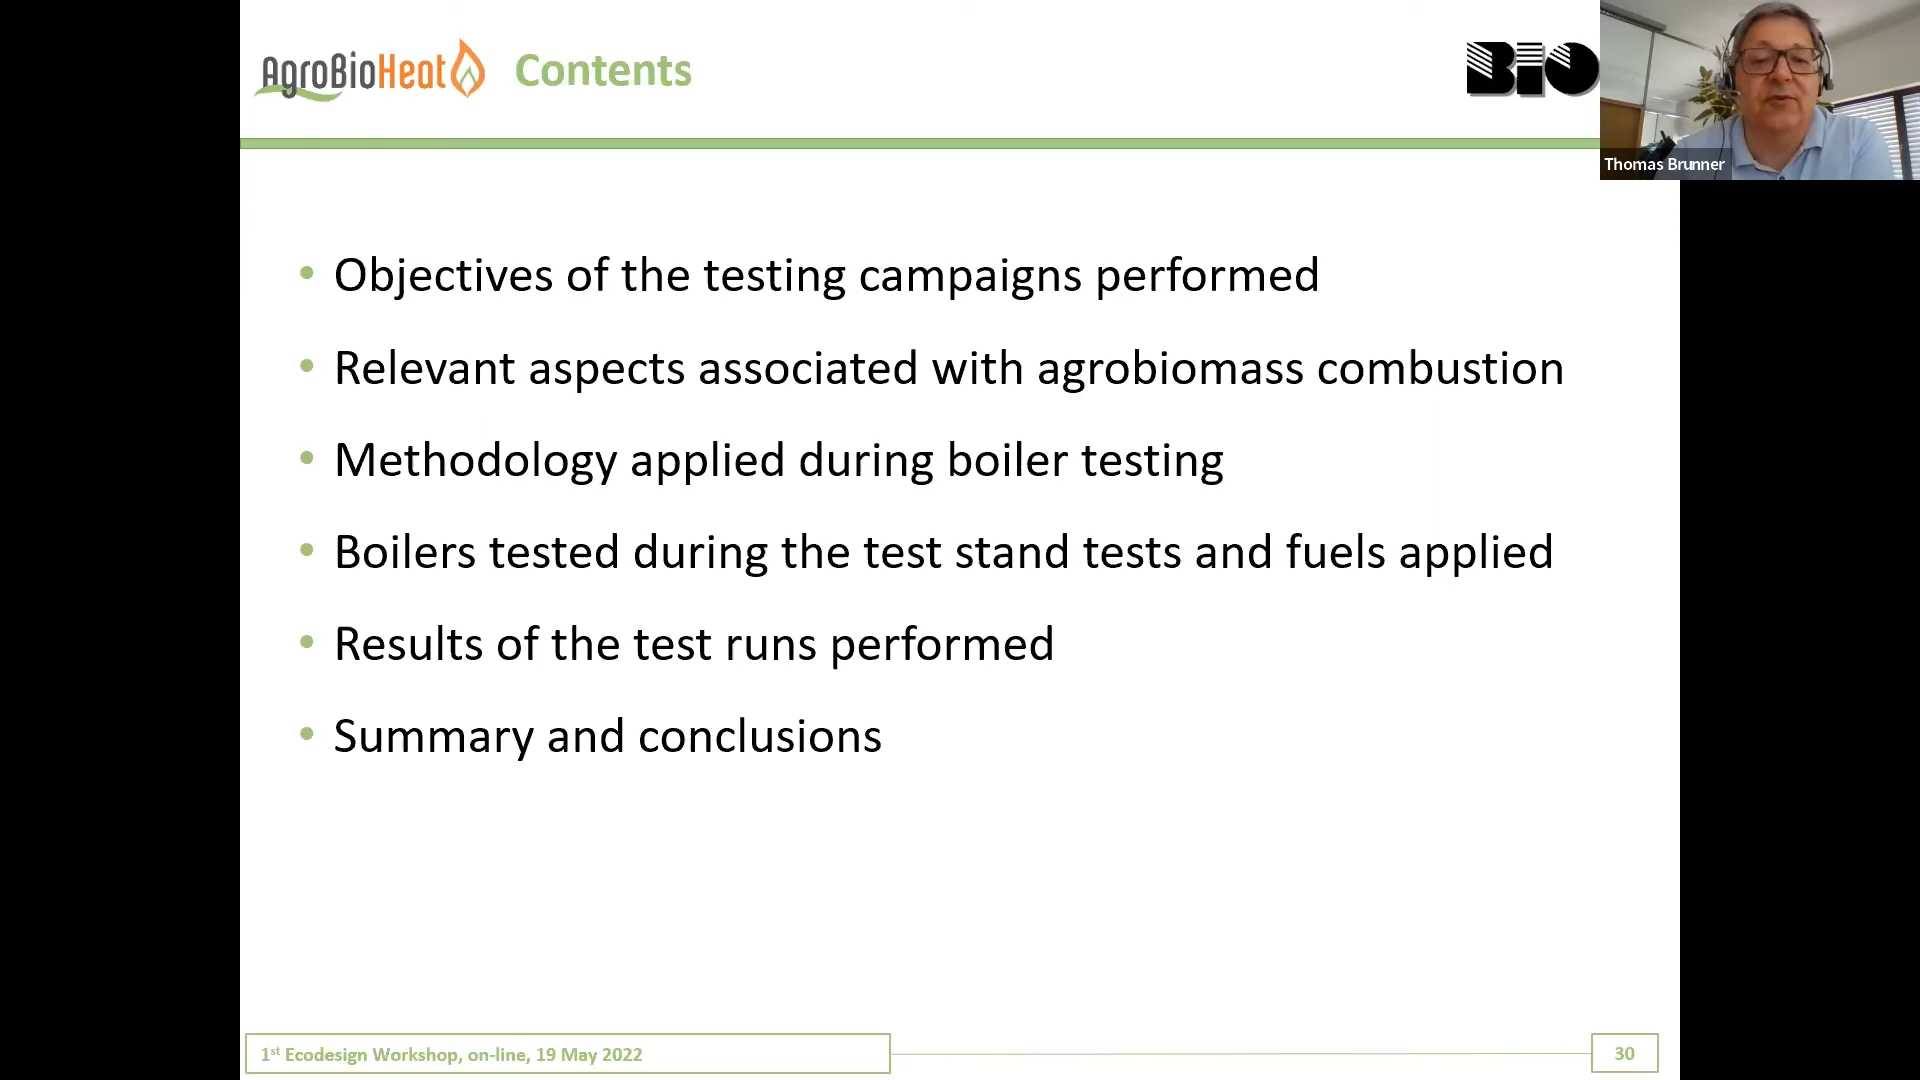 AgroBioHeat
Contents
BIO
Thomas Brunner
• Objectives of the testing campaigns performed
• Relevant aspects associated with agrobiomass combustion
• Methodology applied during boiler testing
• Boilers tested during the test stand tests and fuels applied
• Results of the test runs performed
• Summary and conclusions
1st Ecodesign Workshop, on-line, 19 May 2022
30